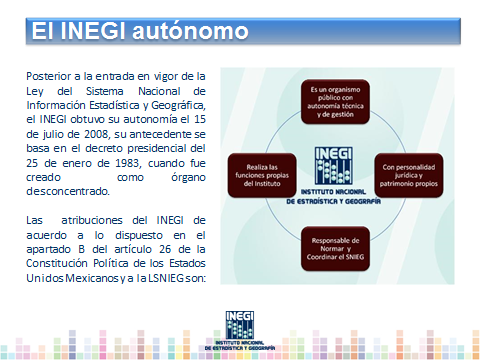 El INEGI autónomo
Posterior a la entrada en vigor de la
Ley del Sistema Nacional de
Información Estadística y Geográfica,
el INEGI obtuvo su autonomía el 15
de julio de 2008, su antecedente se
basa en el decreto presidencial del
25 de enero de 1983, cuando fue
creado como órgano
desconcentrado.
Las atribuciones del INEGI de
acuerdo a lo dispuesto en el
apartado B del artículo 26 de la
Constitución Política de los Estados
Unidos Mexicanos y a la LSNIEG son:
Es un organismo
público con
autonomía técnica
y de gestión
Realiza las
funciones propias
del Instituto
INEGI
INSTITUTO NACIONAL
DE ESTADÍSTICA Y GEOGRAFÍA
Con personalidad
jurídica y
patrimonio propios
Responsable de
Normar y
Coordinar el SNIEG
INEGI
INSTITUTO NACIONAL
DE ESTADÍSTICA Y GEOGRAFÍA